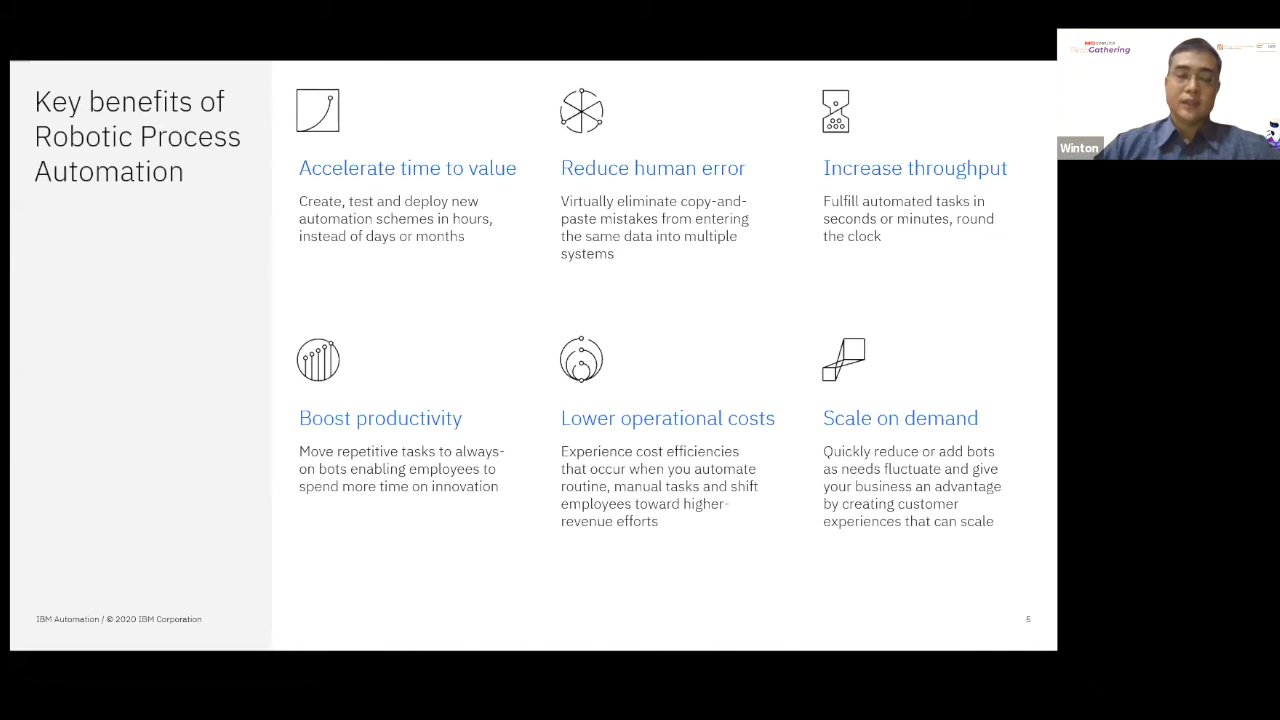 Key benefits of
Robotic Process
Automation
Accelerate time to value
Create, test and deploy new
automation schemes in hours,
instead of days or months
Reduce human error
Virtually eliminate copy-and-
paste mistakes from entering
the same data into multiple
systems
Increase throughput
Fulfill automated tasks in
seconds or minutes, round
the clock
Boost productivity
Move repetitive tasks to always-
on bots enabling employees to
spend more time on innovation
Lower operational costs
Experience cost efficiencies
that occur when you automate
routine, manual tasks and shift
employees toward higher-
revenue efforts
Scale on demand
Quickly reduce or add bots
as needs fluctuate and give
your business an advantage
by creating customer
experiences that can scale
IBM Automation / © 2020 IBM Corporation
5
Gathering
Winton